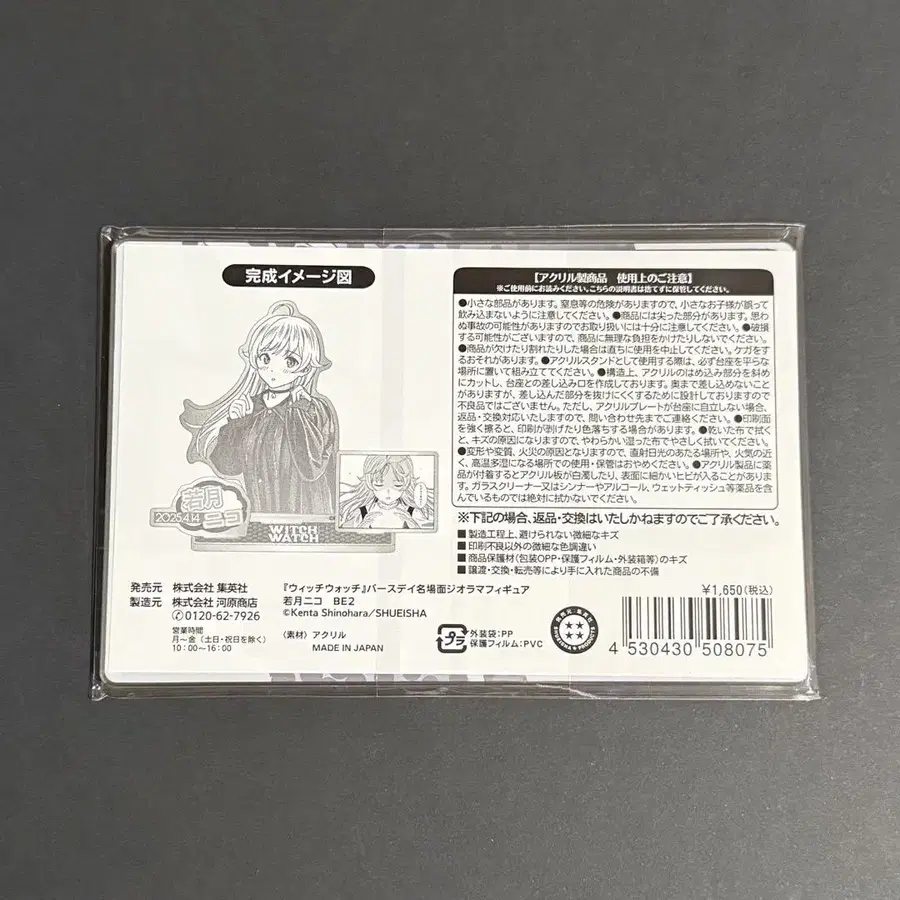 完成イメージ図
若月
ニコ
2025.4.14
WITCH
WATCH
【アクリル製商品 使用上のご注意】
※ご使用前にお読みください。こちらの説明書は捨てずに保管してください。
●小さな部品があります。窒息等の危険がありますので、小さなお子様が誤って
飲み込まないように注意してください。●商品には尖った部分があります。思わ
ぬ事故の可能性がありますのでお取り扱いには十分に注意してください。●破損
する可能性がございますので、商品に無理な負担をかけたりしないでください。
●商品が欠けたり割れたりした場合は直ちに使用を中止してください。ケガをす
るおそれがあります。●アクリルスタンドとして使用する際は、必ず台座を平らな
場所に置いて組み立ててください。●構造上、アクリルのはめ込み部分を斜め
にカットし、台座との差し込み口を作成しております。奥まで差し込めないこと
がありますが、差し込んだ部分を抜けにくくするために設計しておりますので
不良品ではございません。ただし、アクリルプレートが台座に自立しない場合、
返品・交換対応いたしますので、問い合わせ先までご連絡ください。●印刷面
を強く擦ると、印刷が剥げたり色落ちする場合があります。●乾いた布で拭く
と、キズの原因になりますので、やわらかい湿った布でやさしく拭いてください。
●変形や変質、火災の原因となりますので、直射日光のあたる場所や、火気の近
く、高温多湿になる場所での使用・保管はおやめください。●アクリル製品に薬
品が付着するとアクリル板が白濁したり、表面に細かいヒビが入ることがありま
す。ガラスクリーナー又はシンナーやアルコール、ウェットティッシュ等薬品を含
んでいるものでは絶対に拭かないでください。
※下記の場合、返品・交換はいたしかねますのでご了承ください。
■製造工程上、避けられない微細なキズ
■印刷不良以外の微細な色調違い
■商品保護材(包装OPP・保護フィルム・外装箱等)のキズ
■譲渡・交換・転売等により手に入れた商品の不備
発売元 株式会社 集英社
製造元 株式会社 河原商店
✆0120-62-7926
営業時間
月～金(土日・祝日を除く)
10:00～16:00
『ウィッチウォッチ』バースデイ名場面ジオラマフィギュア
若月ニコ BE2
©Kenta Shinohara/SHUEISHA
〈素材〉アクリル
MADE IN JAPAN
プラ
外装袋:PP
保護フィルム:PVC
¥1,650(税込)
発売元:集英社
SHUEISHA PRODUCTS
4 530430 508075